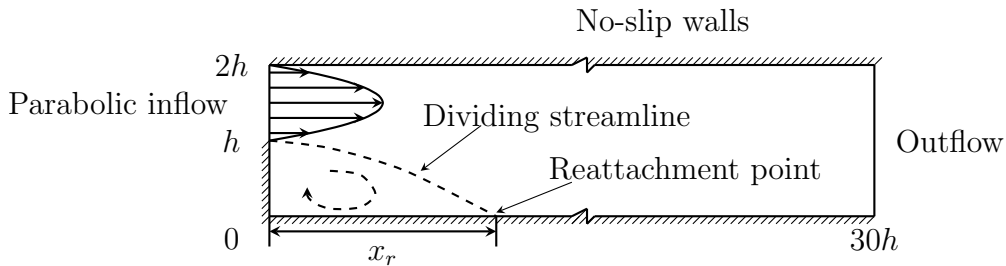 No-slip walls
2h
Parabolic inflow
Dividing streamline
h
Outflow
Reattachment point
0
30h
x_r